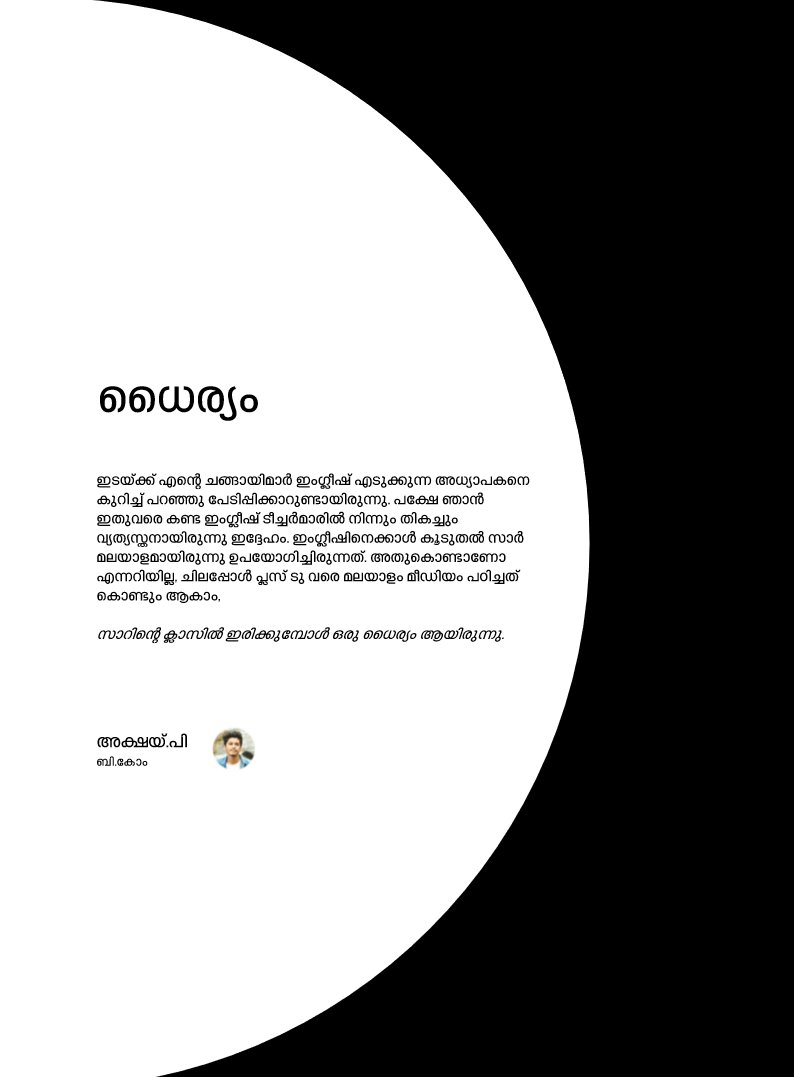 ധൈര്യം
ഇടയ്ക്ക് എന്റെ ചങ്ങായിമാർ ഇംഗ്ലീഷ് എടുക്കുന്ന അധ്യാപകനെ
കുറിച്ച് പറഞ്ഞു പേടിപ്പിക്കാറുണ്ടായിരുന്നു. പക്ഷേ ഞാൻ
ഇതുവരെ കണ്ട ഇംഗ്ലീഷ് ടീച്ചർമാരിൽ നിന്നും തികച്ചും
വ്യത്യസ്തനായിരുന്നു ഇദ്ദേഹം. ഇംഗ്ലീഷിനെക്കാൾ കൂടുതൽ സാർ
മലയാളമായിരുന്നു ഉപയോഗിച്ചിരുന്നത്. അതുകൊണ്ടാണോ
എന്നറിയില്ല, ചിലപ്പോൾ പ്ലസ് ടു വരെ മലയാളം മീഡിയം പഠിച്ചത്
കൊണ്ടും ആകാം,
സാറിന്റെ ക്ലാസിൽ ഇരിക്കുമ്പോൾ ഒരു ധൈര്യം ആയിരുന്നു.
അക്ഷയ്.പി
ബി.കോം